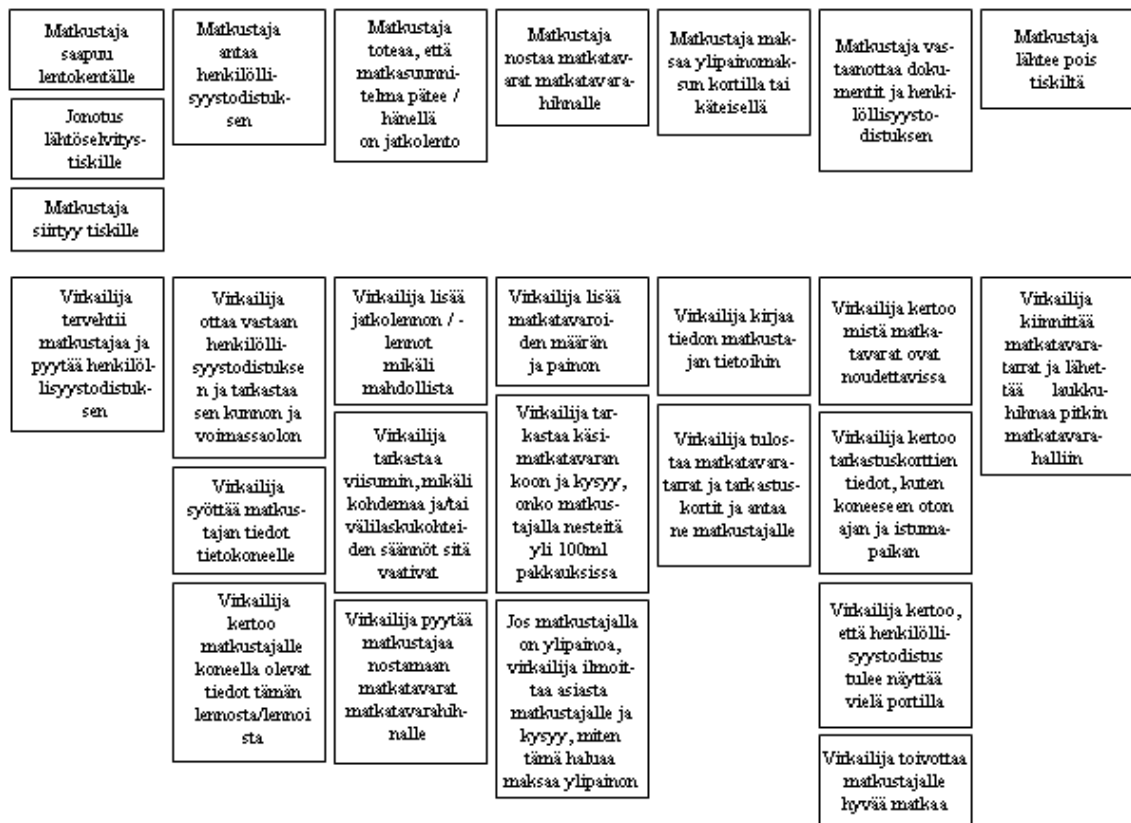 Matkustaja
saapuu
lentokentälle
Jonotus
lähtöselvitys-
tiskille
Matkustaja
siirtyy tiskille
Matkustaja
antaa
henkilölli-
syystodistuk-
sen
Matkustaja
toteaa, että
matkasuunni-
telma pätee /
hänellä
on jatkolento
Matkustaja
nostaa matkatav-
arat matkatavara-
hihnalle
Matkustaja mak-
saa ylipainomak-
sun kortilla tai
käteisellä
Matkustaja vas-
taanottaa doku-
mentit ja henki-
löllisyysto-
distuksen
Matkustaja
lähtee pois
tiskiltä
Virkailija
tervehtii
matkustajaa ja
pyytää henkilöl-
lisyystodistuk-
sen
Virkailija
ottaa vastaan
henkilölli-
syystodistukse
n ja tarkastaa
sen kunnon ja
voimassaolon
Virkailija
syöttää matkus-
tajan tiedot
tietokoneelle
Virkailija
kertoo
matkustajalle
koneella olevat
tiedot tämän
lennosta/lennoi
sta
Virkailija lisää
jatkolennon / -
lennot
mikäli
mahdollista
Virkailija
tarkastaa
viisumin, mikäli
kohdemaa ja/tai
välilaskukohtei-
den säännöt sitä
vaativat
Virkailija pyytää
matkustajaa
nostamaan
matkatavarat
matkatavarahih-
nalle
Virkailija lisää
matkatavaroi-
den määrän
ja painon
Virkailija tar-
kastaa käsi-
matkatavaran
koon ja kysyy,
onko matkus-
tajalla nesteitä
yli 100ml
pakkauksissa
Jos matkustajalla
on ylipainoa,
virkailija ilmoit-
taa asiasta
matkustajalle ja
kysyy, miten
tämä haluaa
maksaa ylipainon
Virkailija kirjaa
tiedon matkusta-
jan tietoihin
Virkailija tulos-
taa matkatavara-
tarrat ja tarkastus-
kortit ja antaa
ne matkustajalle
Virkailija kertoo
mistä matka-
tavarat ovat
noudettavissa
Virkailija kertoo
tarkastuskorttien
tiedot, kuten
koneeseen oton
ajan ja istuma-
paikan
Virkailija kertoo,
että henkilölli-
syystodistus
tulee näyttää
vielä portilla
Virkailija toivottaa
matkustajalle
hyvää matkaa
Virkailija
kiinnittää
matkatavara-
tarrat ja lähet-
tää laukku-
hihnaa pitkin
matkatavara-
halliin